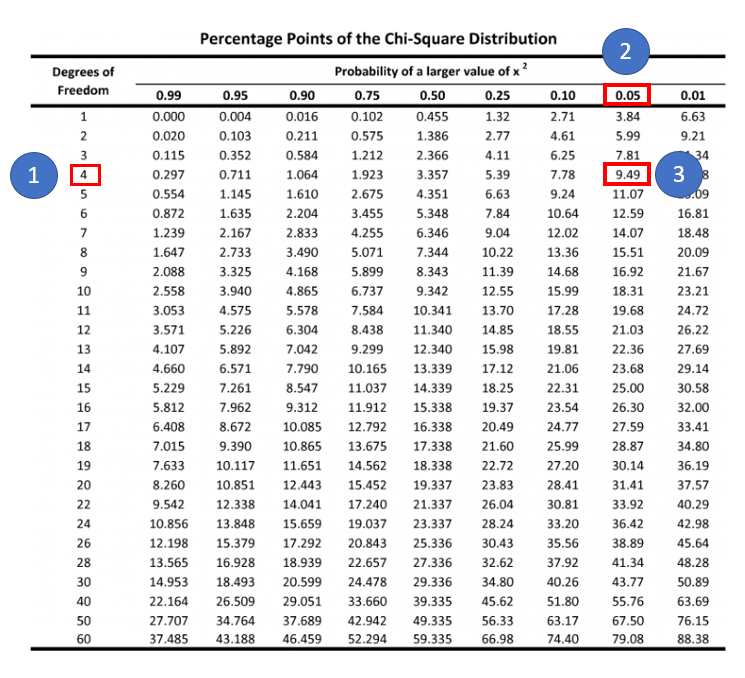 Percentage Points of the Chi-Square Distribution
2
Degrees of Freedom Probability of a larger value of x 2
0.99 0.95 0.90 0.75 0.50 0.25 0.10 0.05 0.01
1 0.000 0.004 0.016 0.102 0.455 1.32 2.71 3.84 6.63
2 0.020 0.103 0.211 0.575 1.386 2.77 4.61 5.99 9.21
3 0.115 0.352 0.584 1.212 2.366 4.11 6.25 7.81
1 4 0.297 0.711 1.064 1.923 3.357 5.39 7.78 9.49 3
5 0.554 1.145 1.610 2.675 4.351 6.63 9.24 11.07
6 0.872 1.635 2.204 3.455 5.348 7.84 10.64 12.59 16.81
7 1.239 2.167 2.833 4.255 6.346 9.04 12.02 14.07 18.48
8 1.647 2.733 3.490 5.071 7.344 10.22 13.36 15.51 20.09
9 2.088 3.325 4.168 5.899 8.343 11.39 14.68 16.92 21.67
10 2.558 3.940 4.865 6.737 9.342 12.55 15.99 18.31 23.21
11 3.053 4.575 5.578 7.584 10.341 13.70 17.28 19.68 24.72
12 3.571 5.226 6.304 8.438 11.340 14.85 18.55 21.03 26.22
13 4.107 5.892 7.042 9.299 12.340 15.98 19.81 22.36 27.69
14 4.660 6.571 7.790 10.165 13.339 17.12 21.06 23.68 29.14
15 5.229 7.261 8.547 11.037 14.339 18.25 22.31 25.00 30.58
16 5.812 7.962 9.312 11.912 15.338 19.37 23.54 26.30 32.00
17 6.408 8.672 10.085 12.792 16.338 20.49 24.77 27.59 33.41
18 7.015 9.390 10.865 13.675 17.338 21.60 25.99 28.87 34.80
19 7.633 10.117 11.651 14.562 18.338 22.72 27.20 30.14 36.19
20 8.260 10.851 12.443 15.452 19.337 23.83 28.41 31.41 37.57
22 9.542 12.338 14.041 17.240 21.337 26.04 30.81 33.92 40.29
24 10.856 13.848 15.659 19.037 23.337 28.24 33.20 36.42 42.98
26 12.198 15.379 17.292 20.843 25.336 30.43 35.56 38.89 45.64
28 13.565 16.928 18.939 22.657 27.336 32.62 37.92 41.34 48.28
30 14.953 18.493 20.599 24.478 29.336 34.80 40.26 43.77 50.89
40 22.164 26.509 29.051 33.660 39.335 45.62 51.80 55.76 63.69
50 27.707 34.764 37.689 42.942 49.335 56.33 63.17 67.50 76.15
60 37.485 43.188 46.459 52.294 59.335 66.98 74.40 79.08 88.38